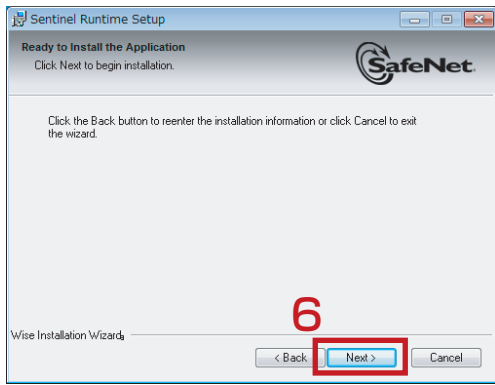 Sentinel Runtime Setup
Ready to Install the Application
Click Next to begin installation.
SafeNet.
Click the Back button to reenter the installation information or click Cancel to exit
the wizard.
6
Wise Installation Wizard
< Back
Next >
Cancel